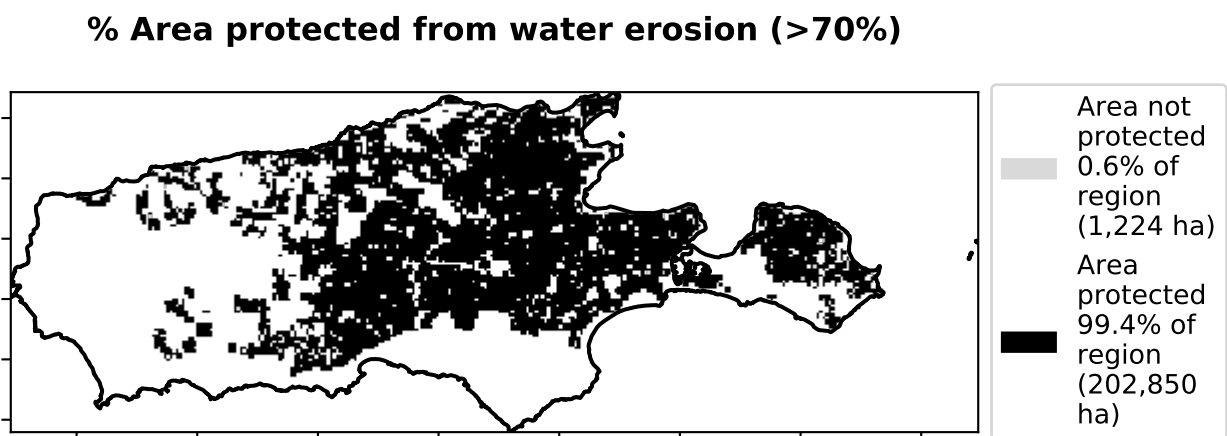 % Area protected from water erosion (>70%)
Area not
protected
0.6% of
region
(1,224 ha)
Area
protected
99.4% of
region
(202,850
ha)